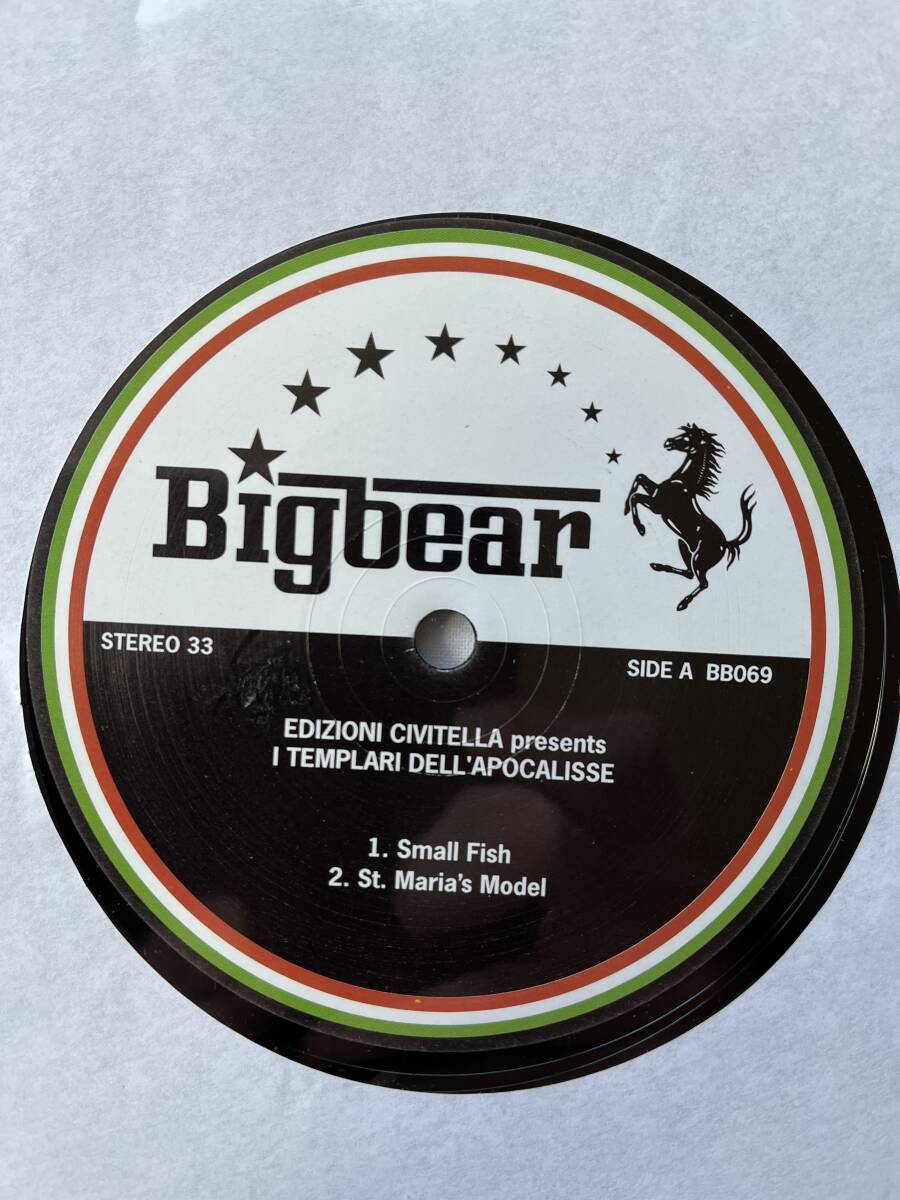 Bigbear
STEREO 33
SIDE A BB069
EDIZIONI CIVITELLA presents
I TEMPLARI DELL'APOCALISSE
1. Small Fish
2. St. Maria's Model